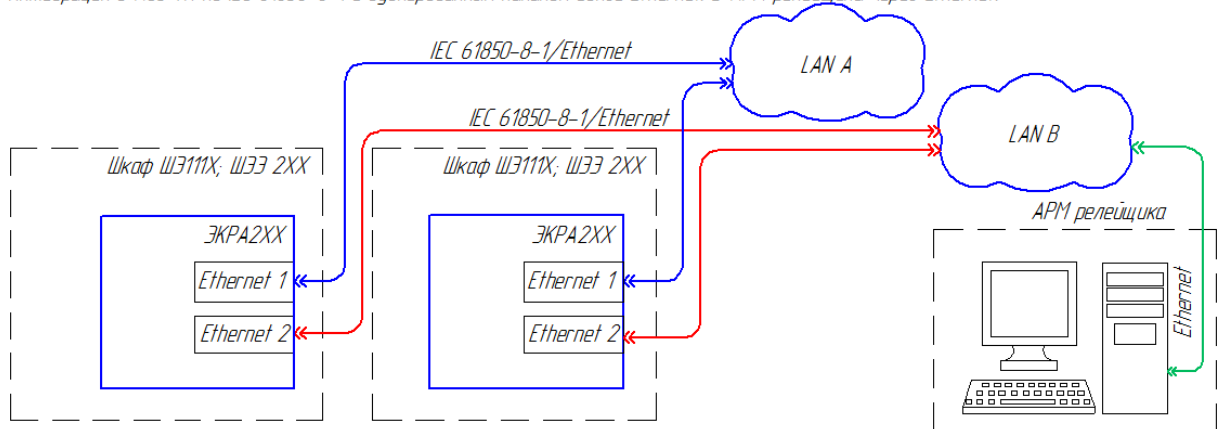 IEC 61850-8-1/Ethernet
LAN A
IEC 61850-8-1/Ethernet
LAN B
Шкаф ШЭ111Х; ШЭЭ 2ХХ
Шкаф ШЭ111Х; ШЭЭ 2ХХ
АРМ релейщика
ЭКРА2ХХ
ЭКРА2ХХ
Ethernet 1
Ethernet 1
Ethernet 2
Ethernet 2
Ethernet